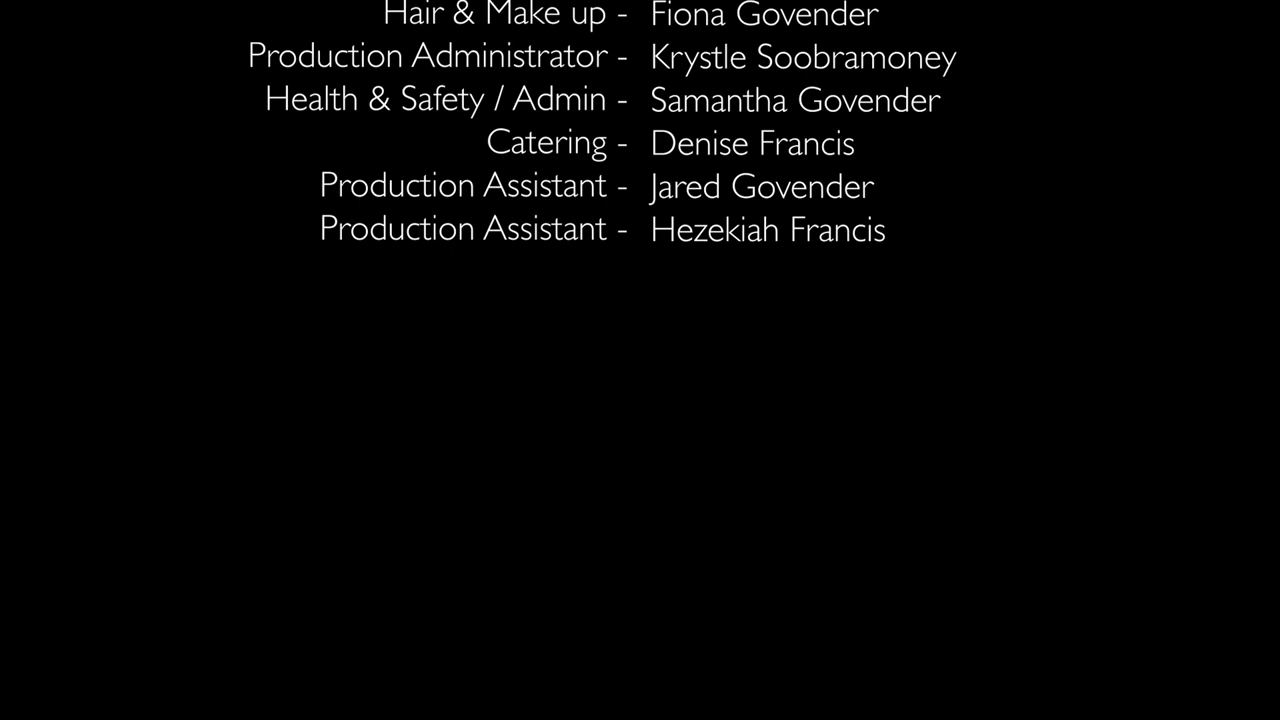 Hair & Make up - Fiona Govender
Production Administrator - Krystle Soobramoney
Health & Safety / Admin - Samantha Govender
Catering - Denise Francis
Production Assistant - Jared Govender
Production Assistant - Hezekiah Francis